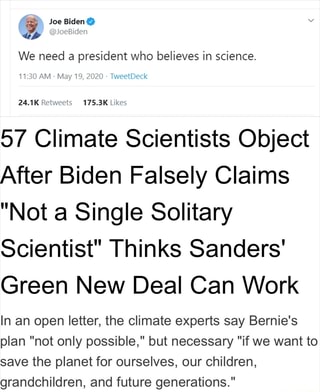 Joe Biden
@JoeBiden
We need a president who believes in science.
11:30 AM · May 19, 2020 · TweetDeck
24.1K Retweets 175.3K Likes
57 Climate Scientists Object
After Biden Falsely Claims
"Not a Single Solitary
Scientist" Thinks Sanders'
Green New Deal Can Work
In an open letter, the climate experts say Bernie's
plan "not only possible," but necessary "if we want to
save the planet for ourselves, our children,
grandchildren, and future generations."